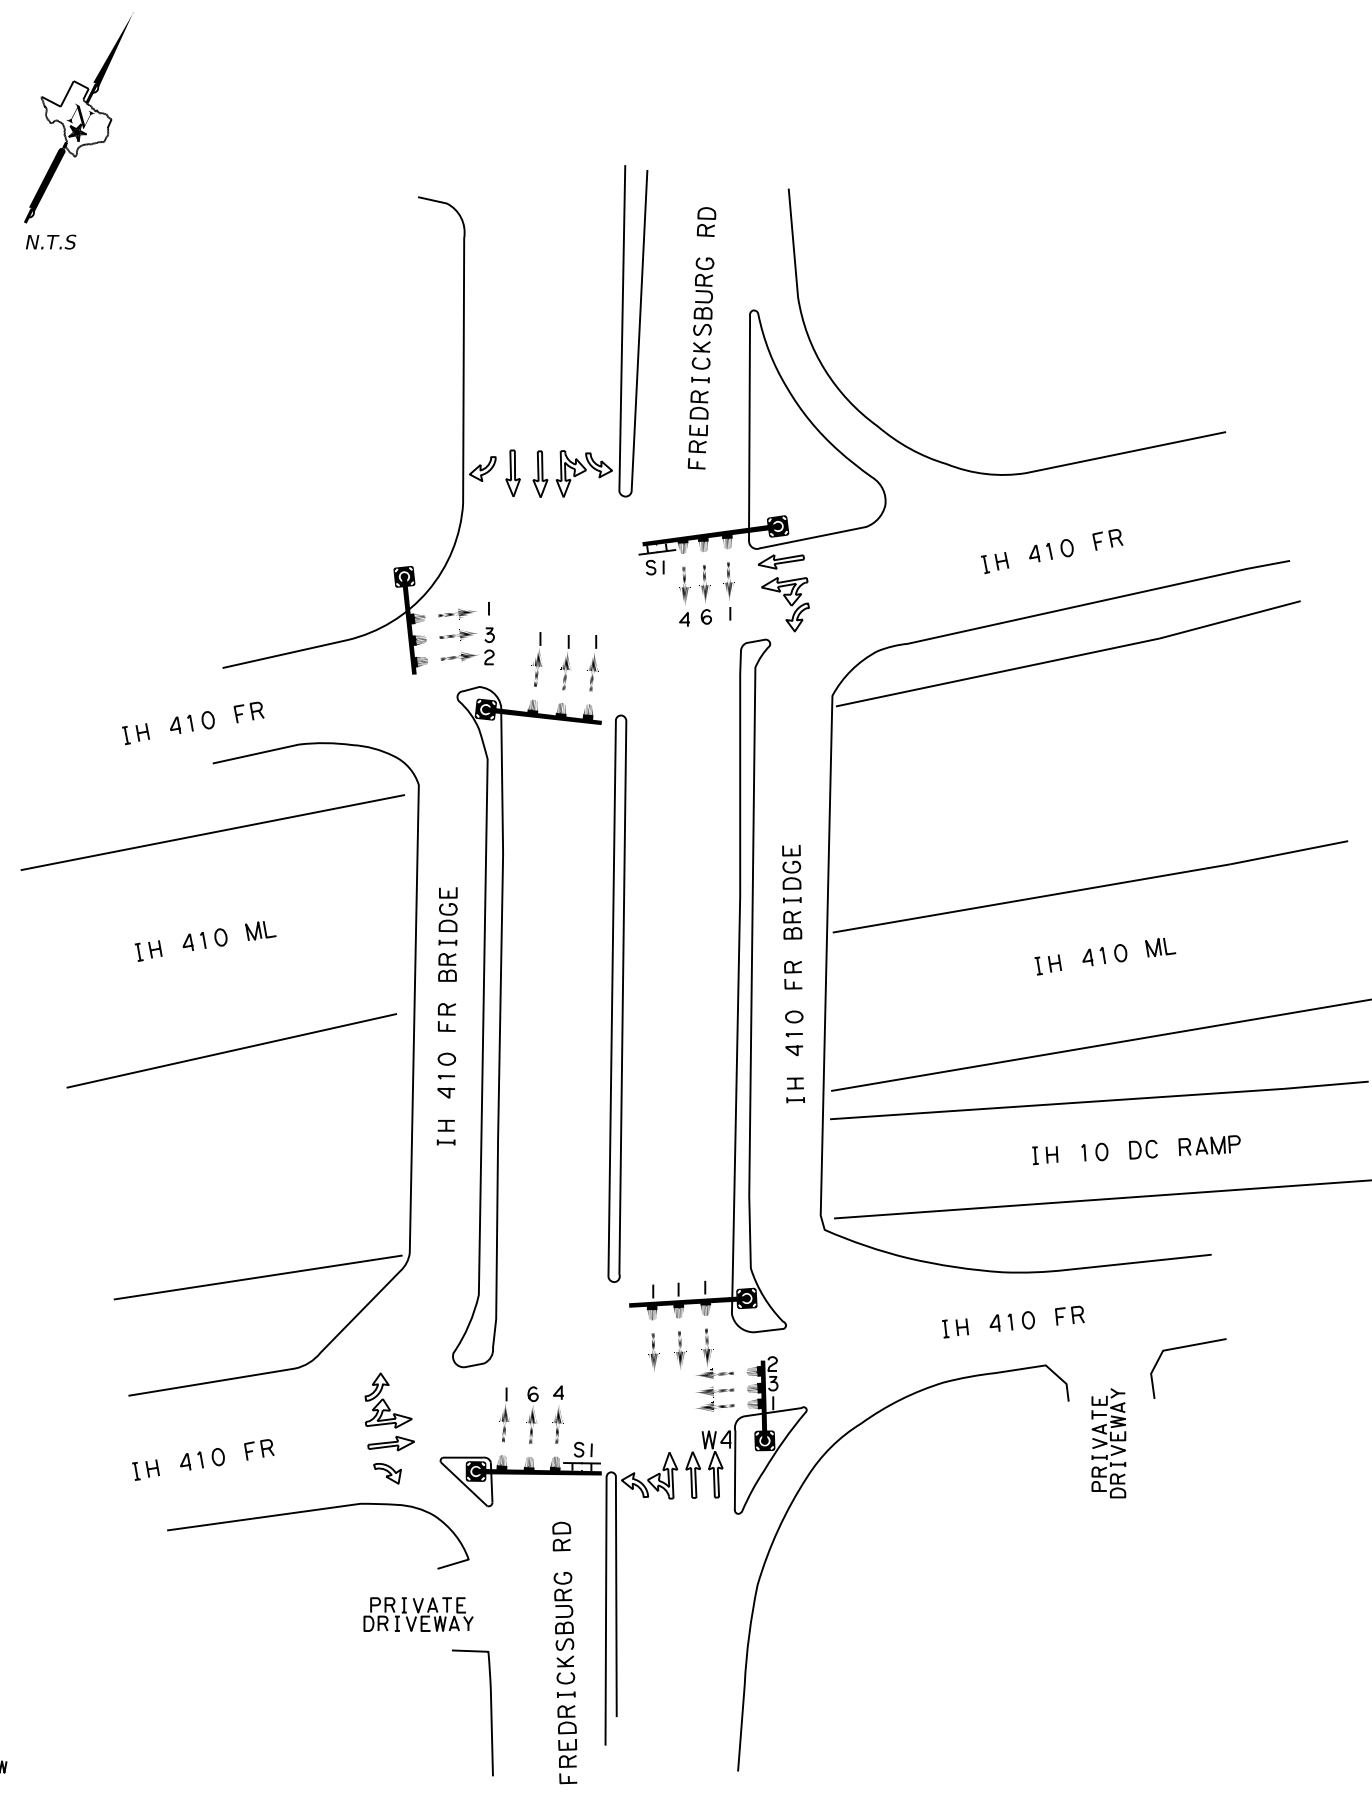 N.T.S
FREDRICKSBURG RD
IH 410 FR
S1
4 6 1
1
3
2
1 1 1
IH 410 FR
IH 410 FR BRIDGE
IH 410 FR BRIDGE
IH 410 ML
IH 410 ML
IH 10 DC RAMP
1 1 1
IH 410 FR
2
3
1
1 6 4
S1
W4
IH 410 FR
PRIVATE
DRIVEWAY
FREDRICKSBURG RD
PRIVATE
DRIVEWAY
W